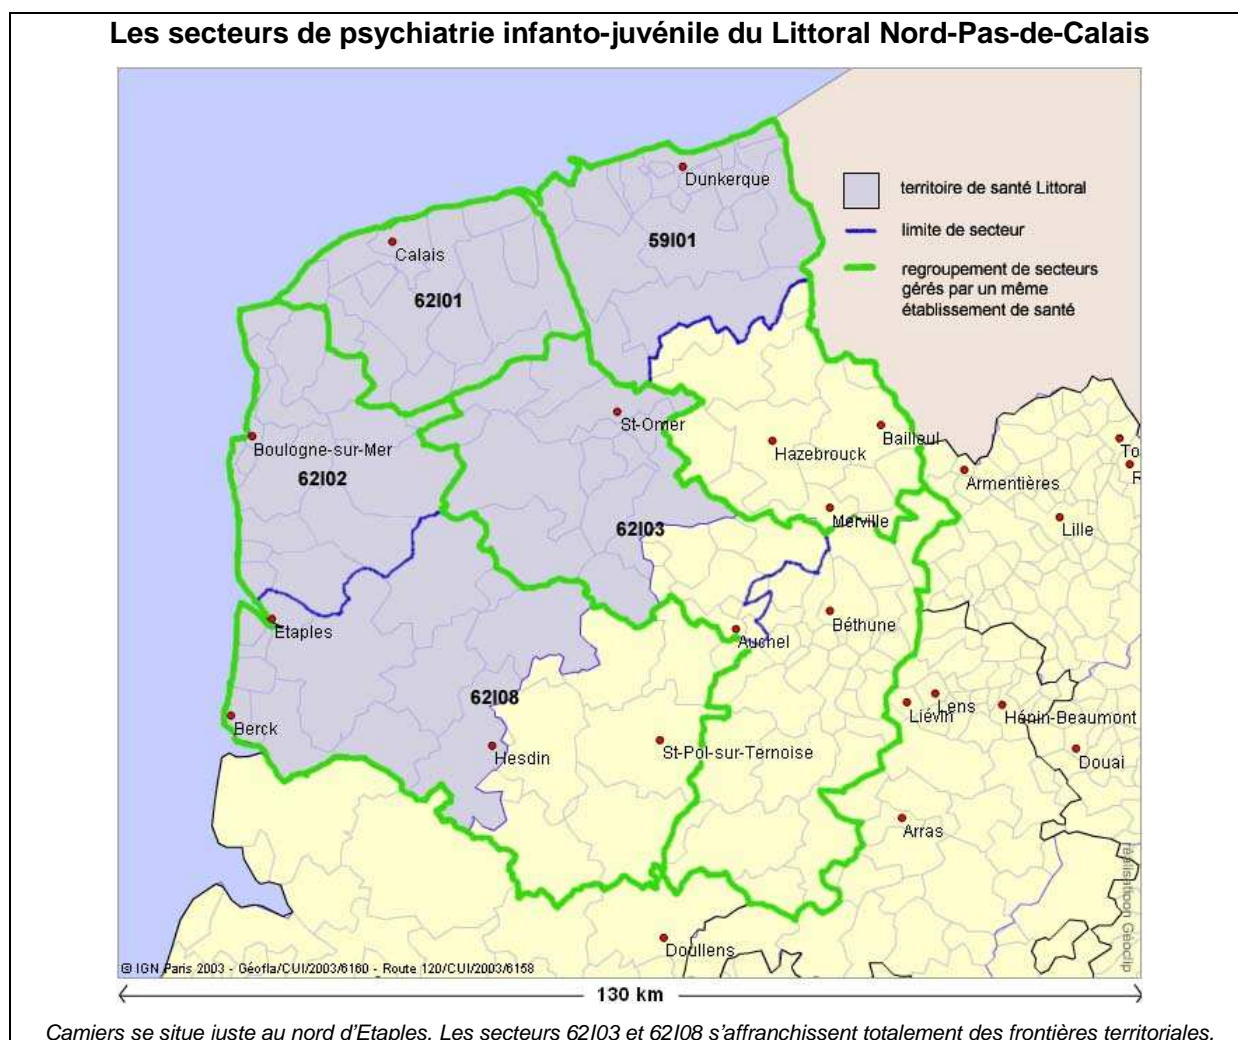 Les secteurs de psychiatrie infanto-juvénile du Littoral Nord-Pas-de-Calais
Dunkerque
territoire de santé Littoral
limite de secteur
regroupement de secteurs
gérés par un même
établissement de santé
59I01
Calais
62I01
St-Omer
Bailleul
Boulogne-sur-Mer
Hazebrouck
To
R
62I02
Armentières
Merville
Lille
62I03
Etaples
Auchel
Béthune
62I08
Lens
Liévin
Hénin-Beaumont
Berck
Hesdin
St-Pol-sur-Ternoise
Douai
Arras
Doullens
réalisatioon Géoclip
© IGN Paris 2003 - Géofla/CUI/2003/6160 - Route 120/CUI/2003/6158
130 km
Camiers se situe juste au nord d'Etaples. Les secteurs 62I03 et 62I08 s'affranchissent totalement des frontières territoriales.